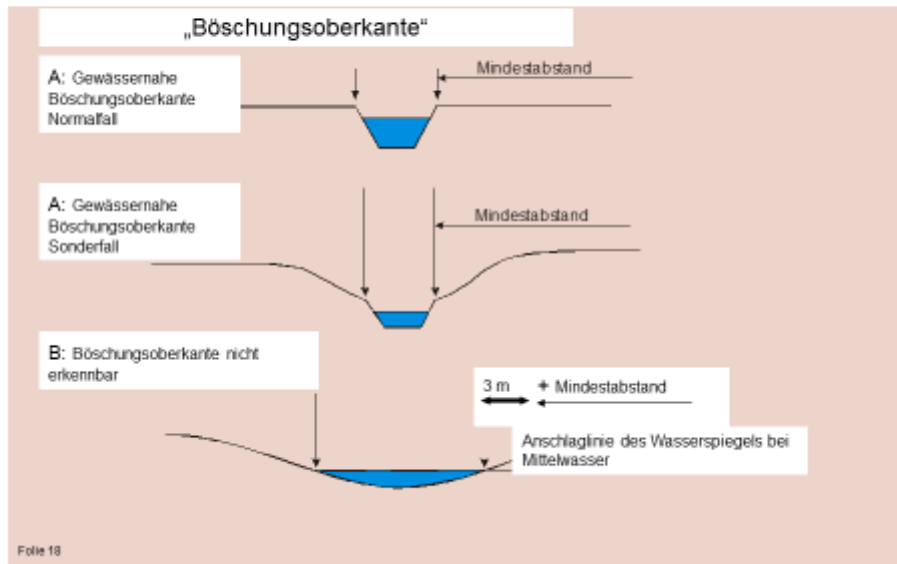 „Böschungsoberkante“
A: Gewässernahe
Böschungsoberkante
Normalfall
Mindestabstand
A: Gewässernahe
Böschungsoberkante
Sonderfall
Mindestabstand
B: Böschungsoberkante nicht
erkennbar
3 m + Mindestabstand
Anschlaglinie des Wasserspiegels bei
Mittelwasser
Folie 18